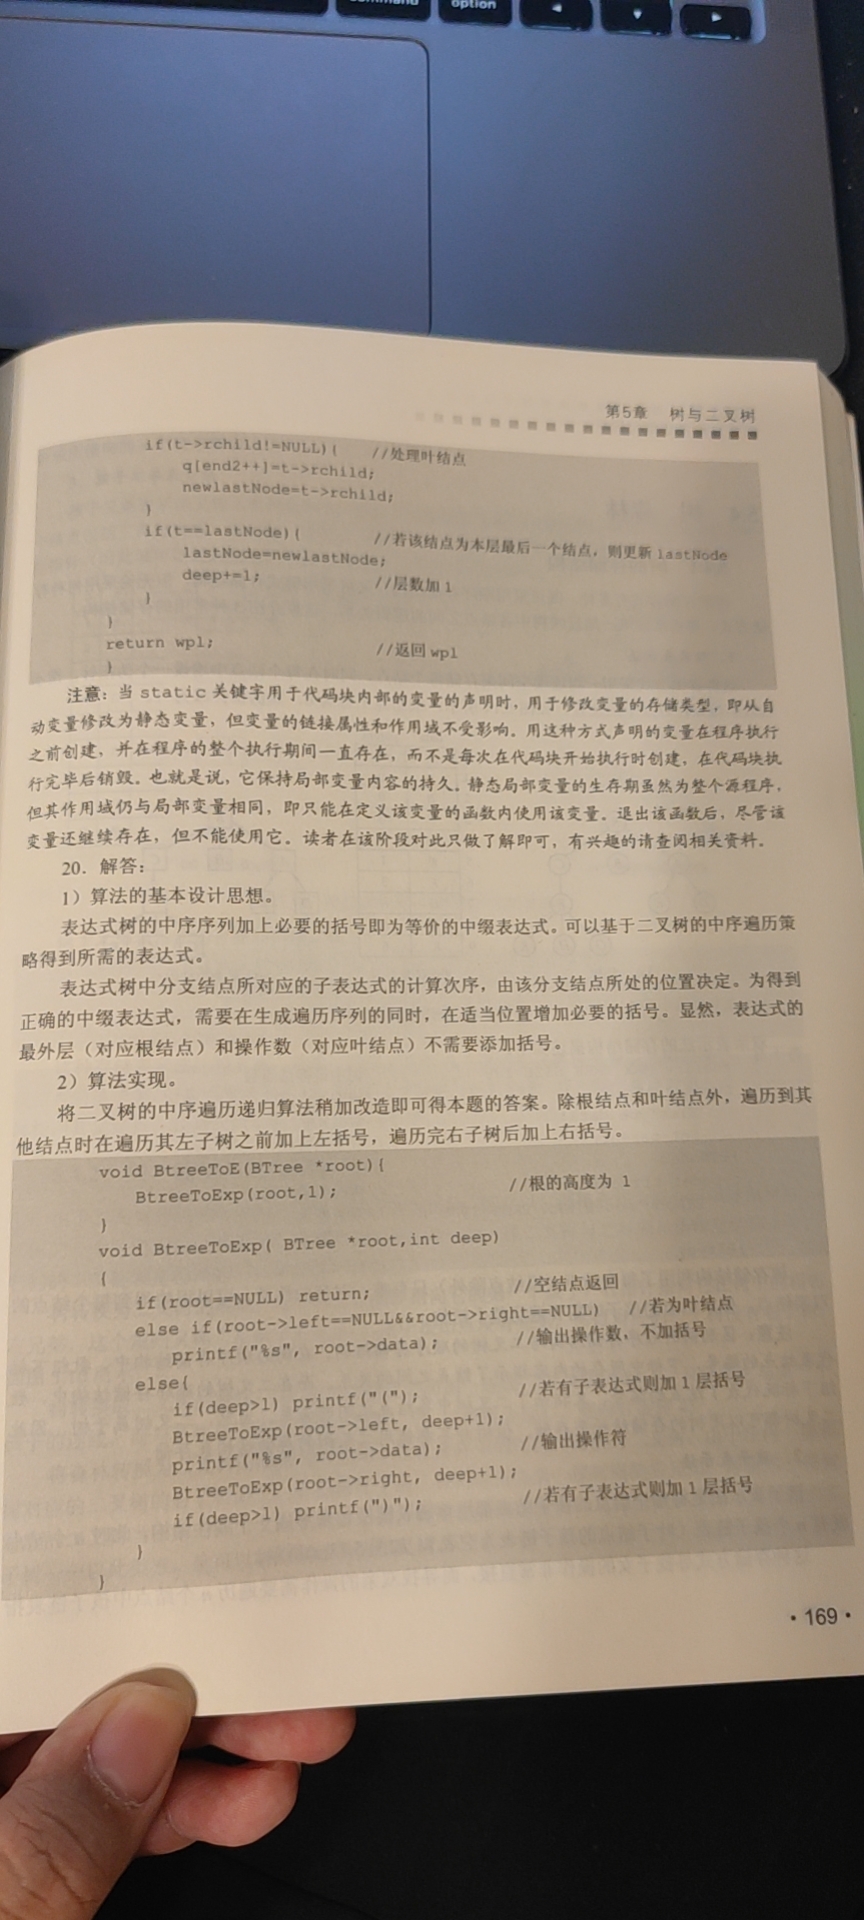 command
option
第5章 树与二叉树
if(t->rchild!=NULL){ //处理叶结点
q[end2++]=t->rchild;
newlastNode=t->rchild;
}
if(t==lastNode){ //若该结点为本层最后一个结点，则更新 lastNode
lastNode=newlastNode;
deep+=1; //层数加 1
}
}
return wpl; //返回 wpl
}
注意：当 static 关键字用于代码块内部的变量的声明时，用于修改变量的存储类型，即从自
动变量修改为静态变量，但变量的链接属性和作用域不受影响。用这种方式声明的变量在程序执行
之前创建，并在程序的整个执行期间一直存在，而不是每次在代码块开始执行时创建，在代码块执
行完毕后销毁。也就是说，它保持局部变量内容的持久。静态局部变量的生存期虽然为整个源程序，
但其作用域仍与局部变量相同，即只能在定义该变量的函数内使用该变量。退出该函数后，尽管该
变量还继续存在，但不能使用它。读者在该阶段对此只做了解即可，有兴趣的请查阅相关资料。
20．解答：
1）算法的基本设计思想。
表达式树的中序序列加上必要的括号即为等价的中缀表达式。可以基于二叉树的中序遍历策
略得到所需的表达式。
表达式树中分支结点所对应的子表达式的计算次序，由该分支结点所处的位置决定。为得到
正确的中缀表达式，需要在生成遍历序列的同时，在适当位置增加必要的括号。显然，表达式的
最外层（对应根结点）和操作数（对应叶结点）不需要添加括号。
2）算法实现。
将二叉树的中序遍历递归算法稍加改造即可得本题的答案。除根结点和叶结点外，遍历到其
他结点时在遍历其左子树之前加上左括号，遍历完右子树后加上右括号。
void BtreeToE(BTree *root){
BtreeToExp(root,1); //根的高度为 1
}
void BtreeToExp( BTree *root,int deep)
{
if(root==NULL) return; //空结点返回
else if(root->left==NULL&&root->right==NULL) //若为叶结点
printf("%s", root->data); //输出操作数，不加括号
else{
if(deep>1) printf("("); //若有子表达式则加 1 层括号
BtreeToExp(root->left, deep+1);
printf("%s", root->data); //输出操作符
BtreeToExp(root->right, deep+1);
if(deep>1) printf(")"); //若有子表达式则加 1 层括号
}
}
·169·